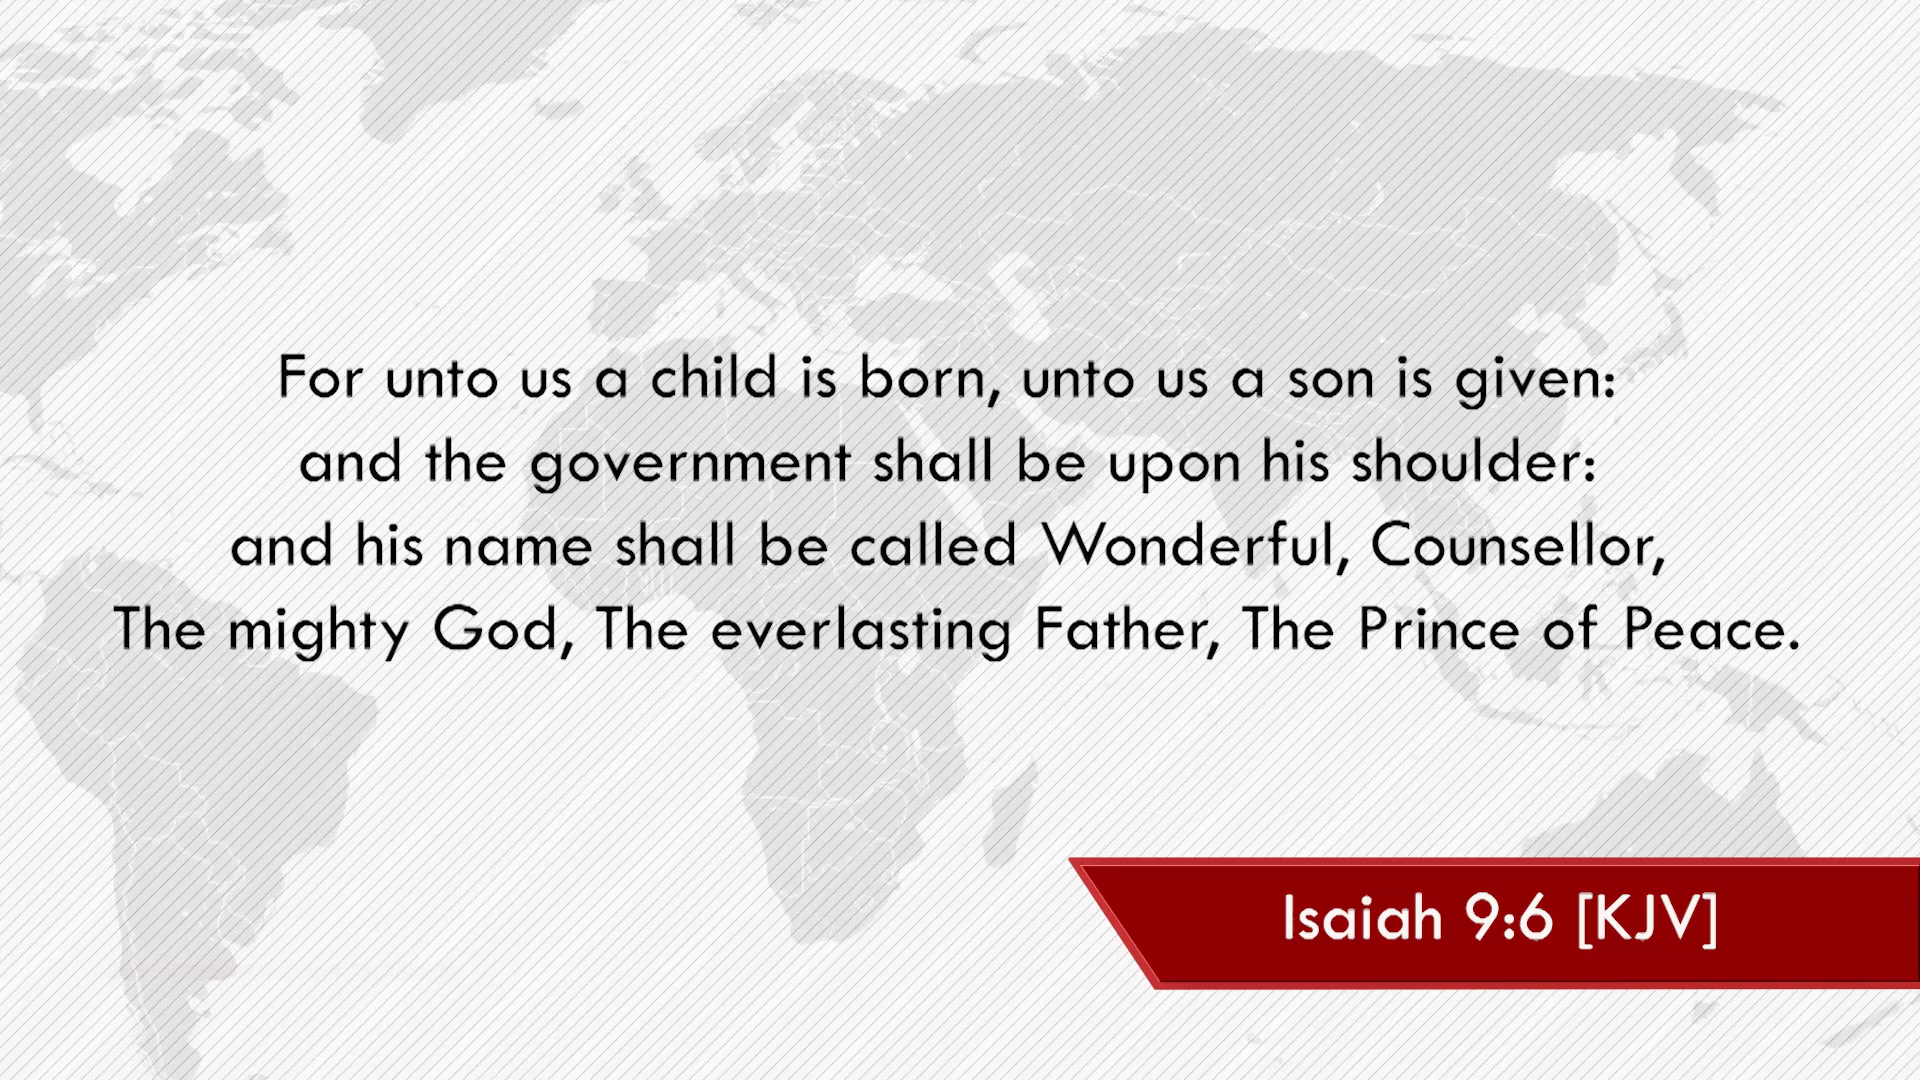 For unto us a child is born, unto us a son is given:
and the government shall be upon his shoulder:
and his name shall be called Wonderful, Counsellor,
The mighty God, The everlasting Father, The Prince of Peace.
Isaiah 9:6 [KJV]